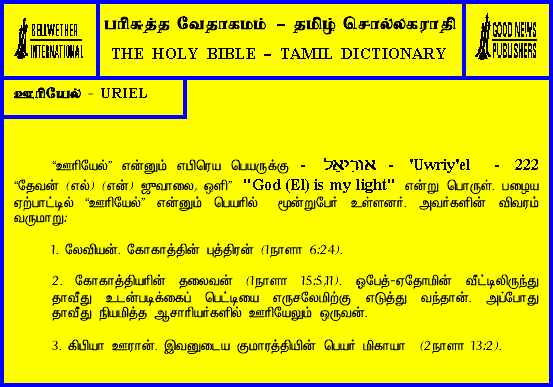 BELLWETHER
INTERNATIONAL
பரிசுத்த வேதாகமம் – தமிழ் சொல்லகராதி
THE HOLY BIBLE – TAMIL DICTIONARY
GOOD NEWS
PUBLISHERS
ஊரியேல் - URIEL
“ஊரியேல்” என்னும் எபிரெய பெயருக்கு - אוּרִיאֵל - 'Uwriy'el - 222
“தேவன் (எல்) (என்) ஜுவாலை, ஒளி” "God (El) is my light" என்று பொருள். பழைய
ஏற்பாட்டில் “ஊரியேல்” என்னும் பெயரில் மூன்றுபேர் உள்ளனர். அவர்களின் விவரம்
வருமாறு:
1. லேவியன். கோகாத்தின் புத்திரன் (1நாளா 6:24).
2. கோகாத்தியரின் தலைவன் (1நாளா 15:5,11). ஓபேத்-ஏதோமின் வீட்டிலிருந்து
தாவீது உடன்படிக்கைப் பெட்டியை எருசலேமிற்கு எடுத்து வந்தான். அப்போது
தாவீது நியமித்த ஆசாரியர்களில் ஊரியேலும் ஒருவன்.
3. கிபியா ஊரான். இவனுடைய குமாரத்தியின் பெயர் மிகாயா (2நாளா 13:2).